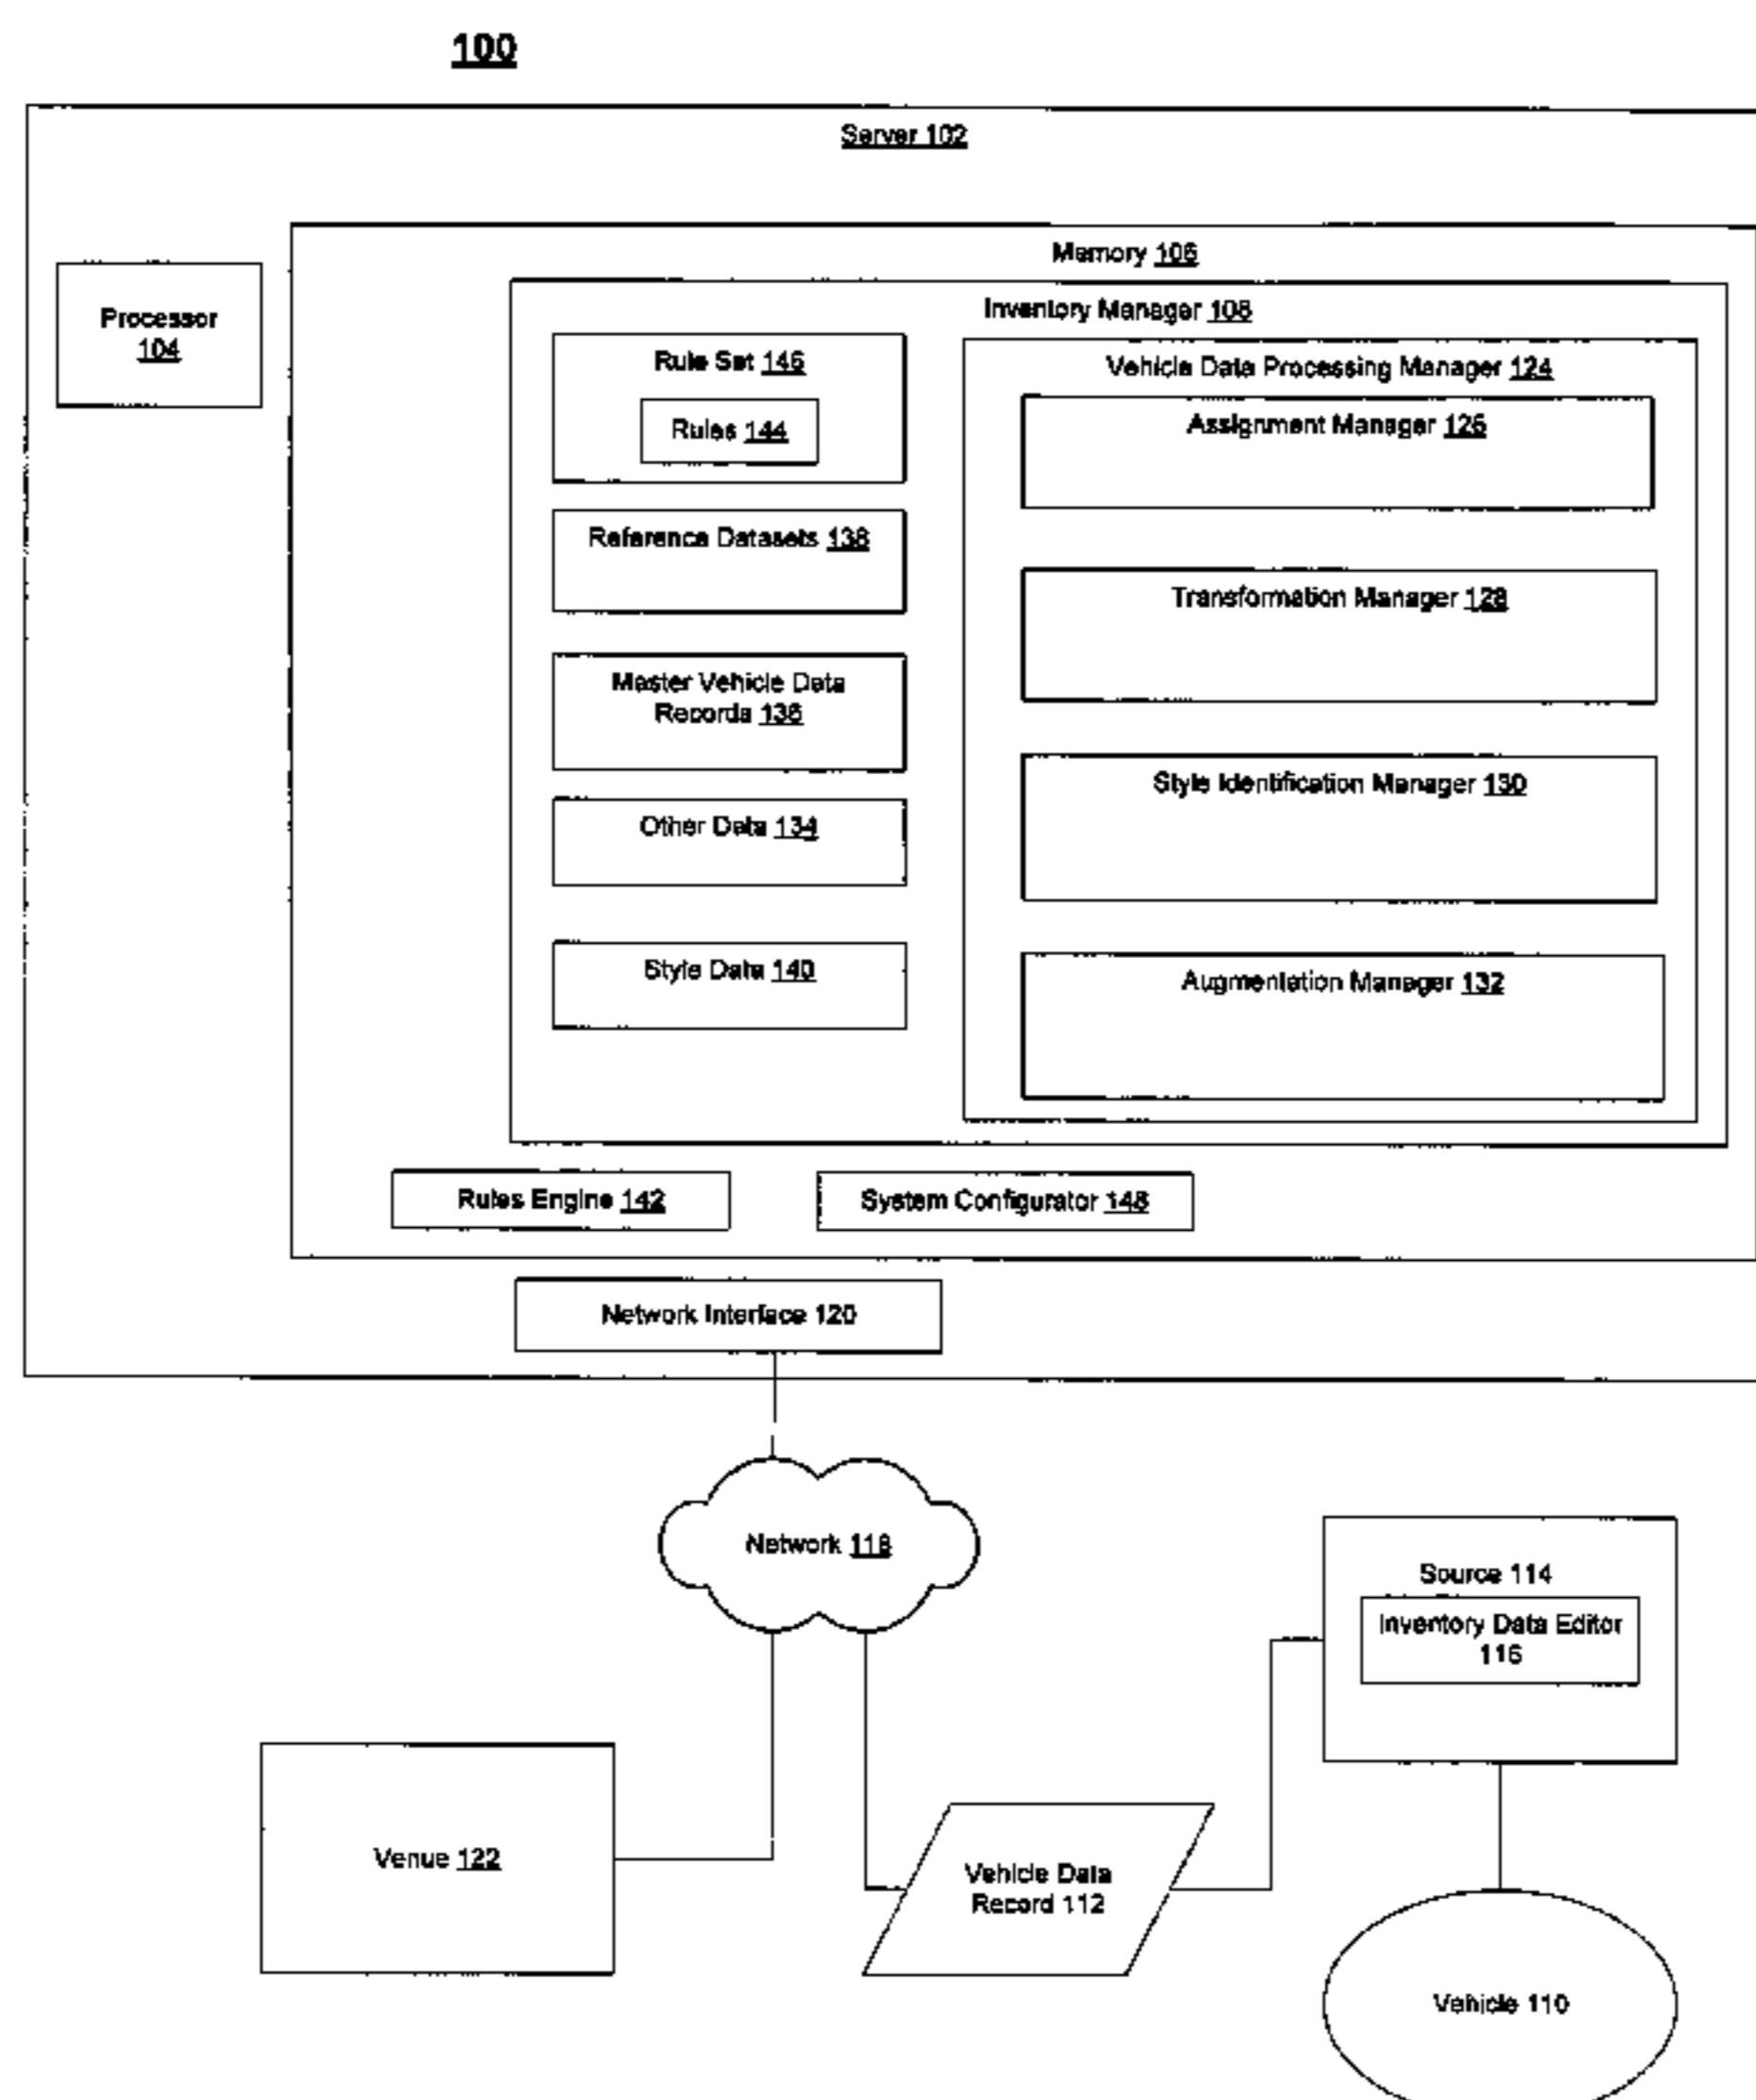 100
Server 102
Memory 106
Processor
104
Inventory Manager 108
Rule Set 146
Rules 144
Reference Datasets 138
Master Vehicle Data
Records 136
Other Data 134
Style Data 140
Vehicle Data Processing Manager 124
Assignment Manager 126
Transformation Manager 128
Style Identification Manager 130
Augmentation Manager 132
Rules Engine 142
System Configurator 148
Network Interface 120
Network 118
Source 114
Inventory Data Editor
116
Venue 122
Vehicle Data
Record 112
Vehicle 110